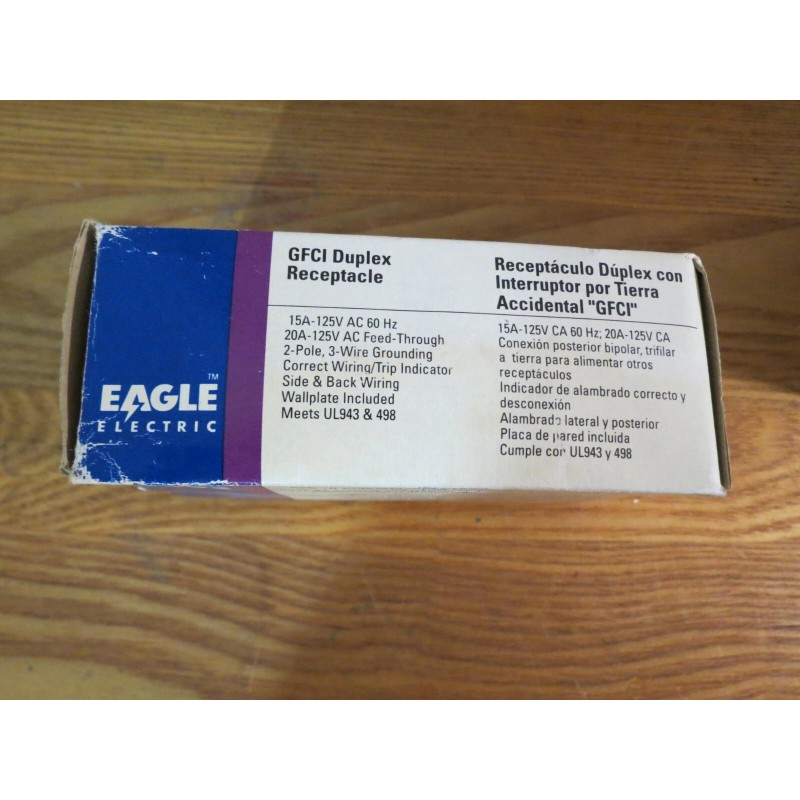 EAGLE™
ELECTRIC
GFCI Duplex
Receptacle
15A-125V AC 60 Hz
20A-125V AC Feed-Through
2-Pole, 3-Wire Grounding
Correct Wiring/Trip Indicator
Side & Back Wiring
Wallplate Included
Meets UL943 & 498
Receptáculo Dúplex con
Interruptor por Tierra
Accidental "GFCI"
15A-125V CA 60 Hz; 20A-125V CA
Conexión posterior bipolar, trifilar
a tierra para alimentar otros
receptáculos
Indicador de alambrado correcto y
desconexión
Alambrado lateral y posterior
Placa de pared incluida
Cumple con UL943 y 498